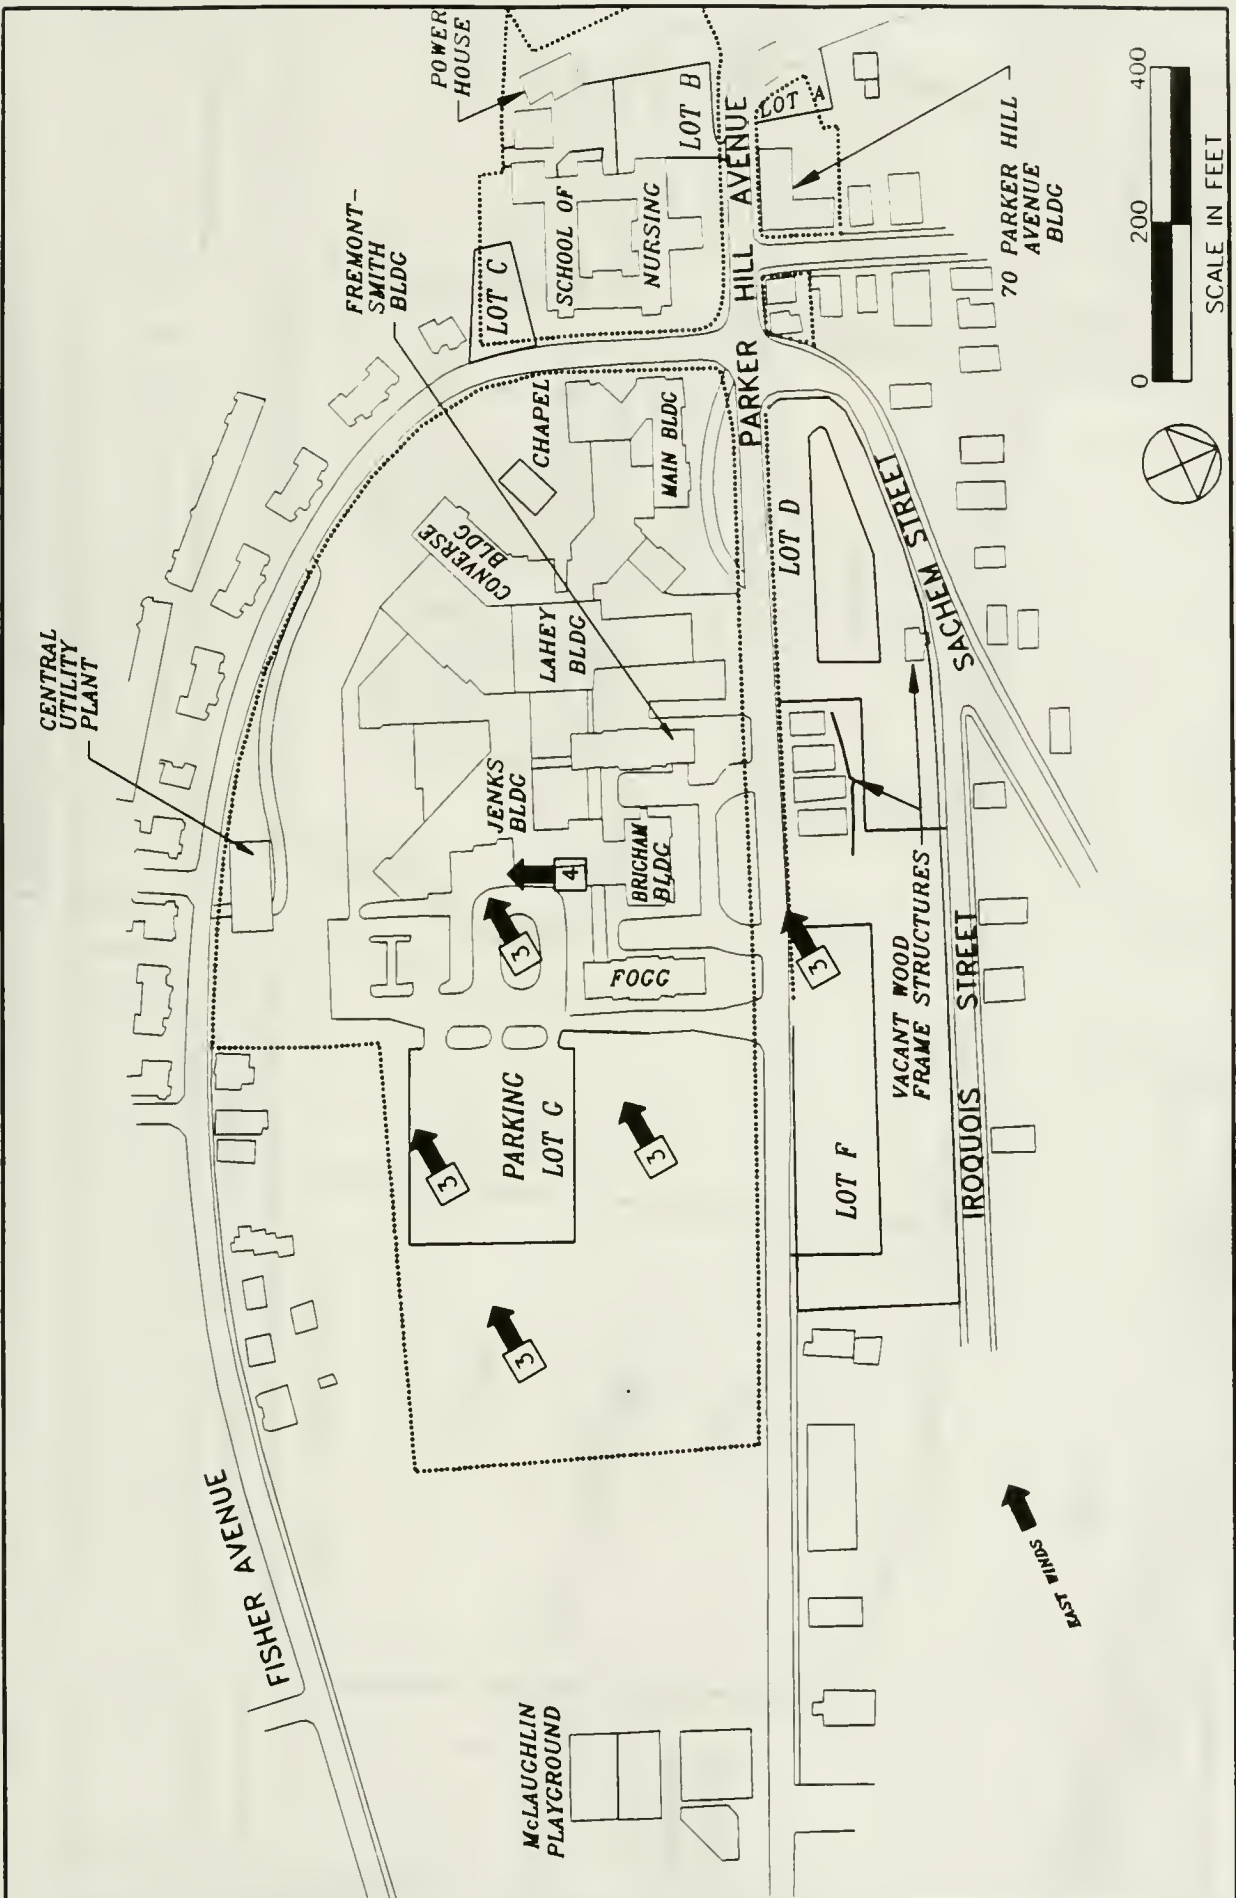 POWER
HOUSE
LOT B
LOT A
PARKER HILL AVENUE
70 PARKER HILL
AVENUE
BLDG
0 200 400
SCALE IN FEET
SCHOOL OF
NURSING
LOT C
FREMONT-
SMITH
BLDG
CHAPEL
MAIN BLDG
CONVERSE
BLDG
LAHEY
BLDG
LOT D
SACHEM STREET
CENTRAL
UTILITY
PLANT
JENKS
BLDG
BRIGHAM
BLDG
4
3
FOGG
3
VACANT WOOD
FRAME STRUCTURES
IROQUOIS STREET
PARKING
LOT G
3
3
LOT F
3
FISHER AVENUE
EAST WINDS
McLAUGHLIN
PLAYGROUND